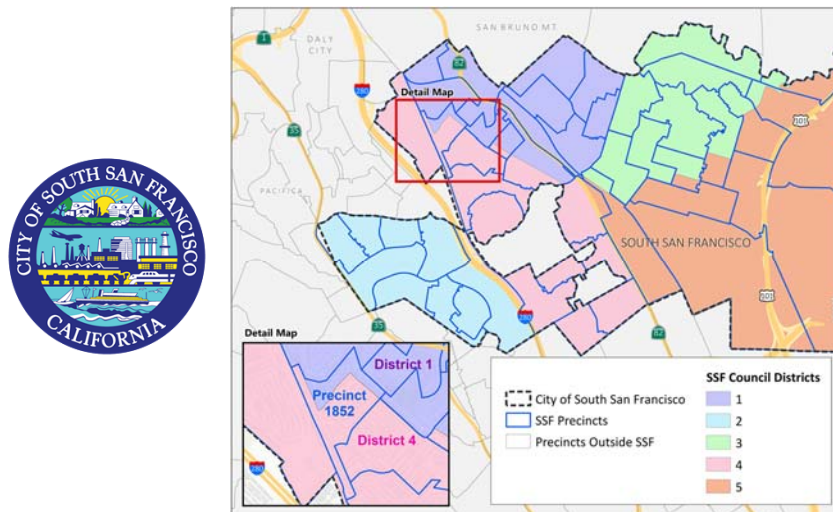 CITY OF SOUTH SAN FRANCISCO
CALIFORNIA
1
DALY
CITY
SAN BRUNO MT
82
280
Detail Map
35
101
PACIFICA
SOUTH SAN FRANCISCO
101
35
280
82
Detail Map
District 1
Precinct
1852
District 4
280
City of South San Francisco
SSF Precincts
Precincts Outside SSF
SSF Council Districts
1
2
3
4
5